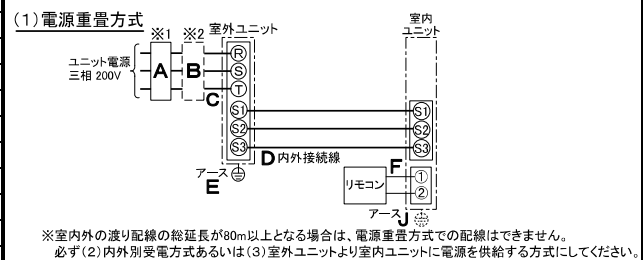 (1)電源重畳方式
※1 ※2 室外ユニット
室内
ユニット
ユニット電源
三相 200V
A
B
C
R
S
T
S1
S2
S3
S1
S2
S3
D 内外接続線
アース
E
リモコン
F
①
②
アース J
※室内外の渡り配線の総延長が80m以上となる場合は、電源重畳方式での配線はできません。
必ず(2)内外別受電方式あるいは(3)室外ユニットより室内ユニットに電源を供給する方式にしてください。